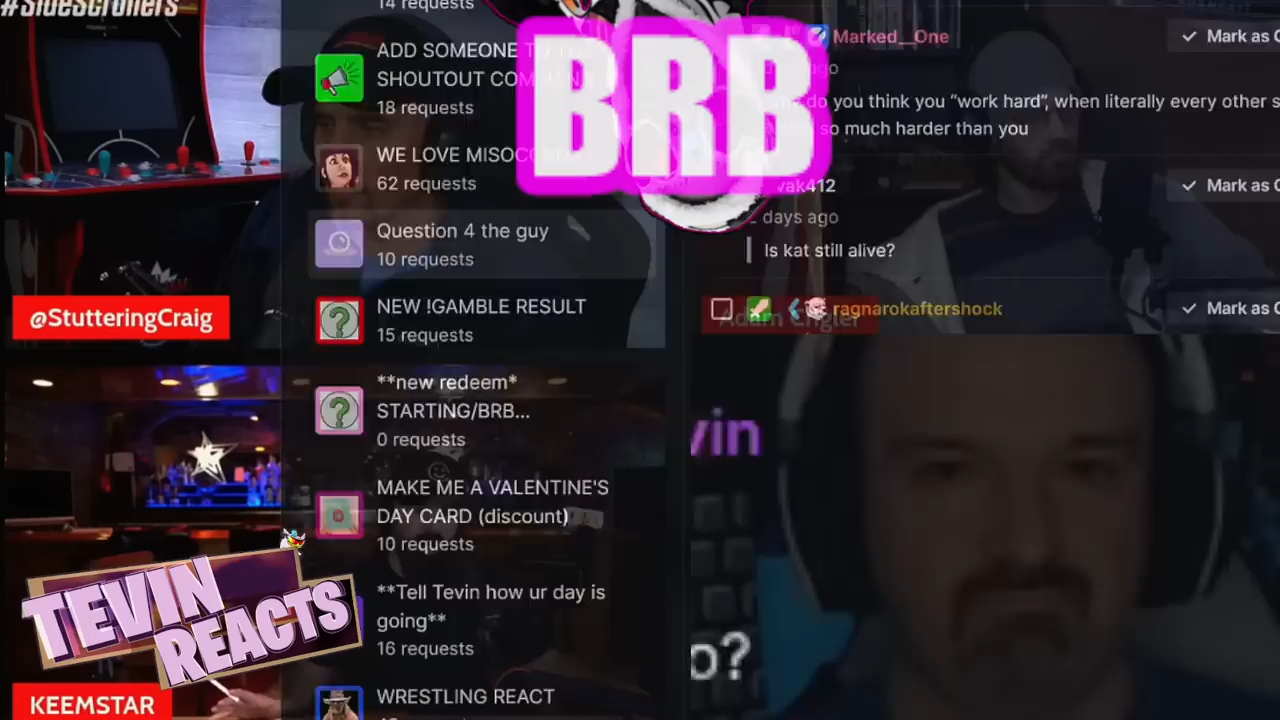 #SideScrollers
14 requests
BRB
ADD SOMEONE TO
SHOUTOUT
18 requests
WE LOVE
62 requests
Question 4 the guy
10 requests
@StutteringCraig
NEW !GAMBLE RESULT
15 requests
**new redeem*
STARTING/BRB...
0 requests
MAKE ME A VALENTINE'S
DAY CARD (discount)
10 requests
**Tell Tevin how ur day is
going**
16 requests
TEVIN
REACTS
KEEMSTAR
WRESTLING REACT
Marked__One
Mark as
ago
do you think you “work hard”, when literally every other
so much harder than you
vak412
Mark as
days ago
Is kat still alive?
ragnarokaftershock
Mark as
Adam Engler
vin
o?